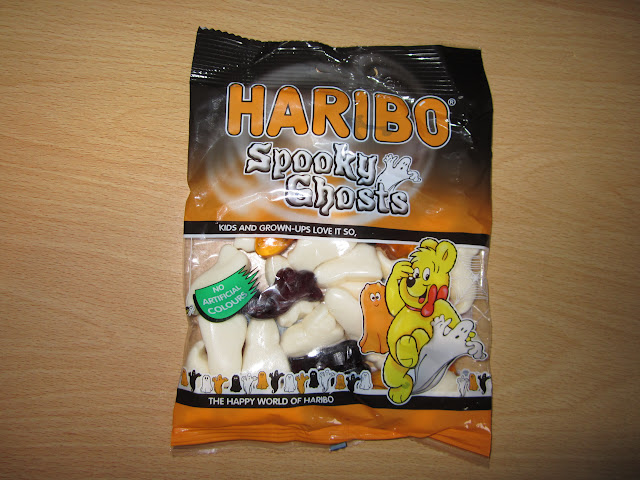 HARIBO®
Spooky
Ghosts
KIDS AND GROWN-UPS LOVE IT SO,
NO
ARTIFICIAL
COLOURS
THE HAPPY WORLD OF HARIBO